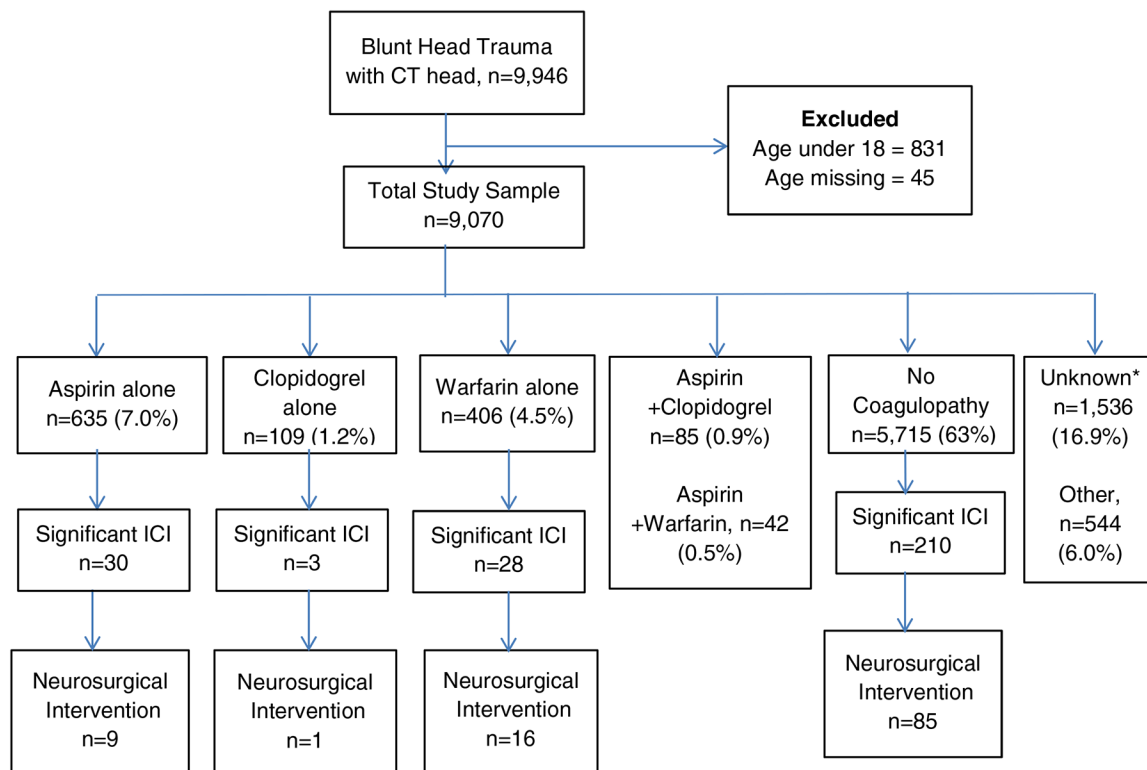 Blunt Head Trauma
with CT head, n=9,946
Excluded
Age under 18 = 831
Age missing = 45
Total Study Sample
n=9,070
Aspirin alone
n=635 (7.0%)
Clopidogrel
alone
n=109 (1.2%)
Warfarin alone
n=406 (4.5%)
Aspirin
+Clopidogrel
n=85 (0.9%)
Aspirin
+Warfarin, n=42
(0.5%)
No
Coagulopathy
n=5,715 (63%)
Unknown*
n=1,536
(16.9%)
Other,
n=544
(6.0%)
Significant ICI
n=30
Significant ICI
n=3
Significant ICI
n=28
Significant ICI
n=210
Neurosurgical
Intervention
n=9
Neurosurgical
Intervention
n=1
Neurosurgical
Intervention
n=16
Neurosurgical
Intervention
n=85